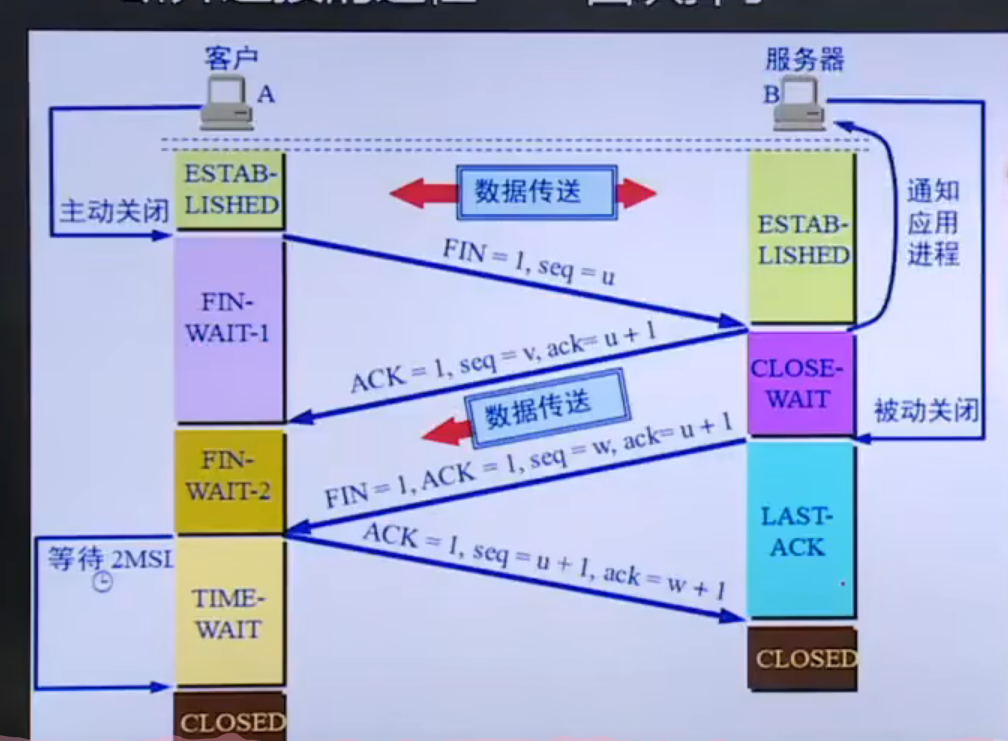 客户
服务器
A
B
ESTAB-
LISHED
数据传送
主动关闭
ESTAB-
LISHED
通知
应用
进程
FIN = 1, seq = u
FIN-
WAIT-1
ACK = 1, seq = v, ack= u + 1
CLOSE-
WAIT
数据传送
被动关闭
FIN-
WAIT-2
FIN = 1, ACK = 1, seq = w, ack= u + 1
LAST-
ACK
ACK = 1, seq = u + 1, ack = w + 1
等待 2MSL
TIME-
WAIT
CLOSED
CLOSED